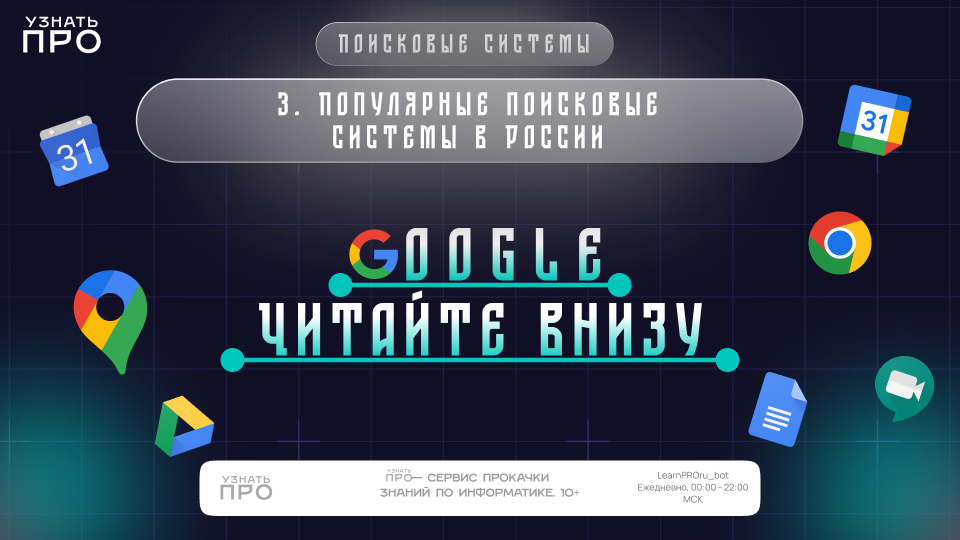 УЗНАТЬ
ПРО
ПОИСКОВЫЕ СИСТЕМЫ
3. ПОПУЛЯРНЫЕ ПОИСКОВЫЕ
СИСТЕМЫ В РОССИИ
31
31
GOOGLE
ЧИТАЙТЕ ВНИЗУ
УЗНАТЬ
ПРО
УЗНАТЬ
ПРО— СЕРВИС ПРОКАЧКИ
ЗНАНИЙ ПО ИНФОРМАТИКЕ. 10+
LearnPROru_bot
Ежедневно, 00:00 - 22:00
МСК